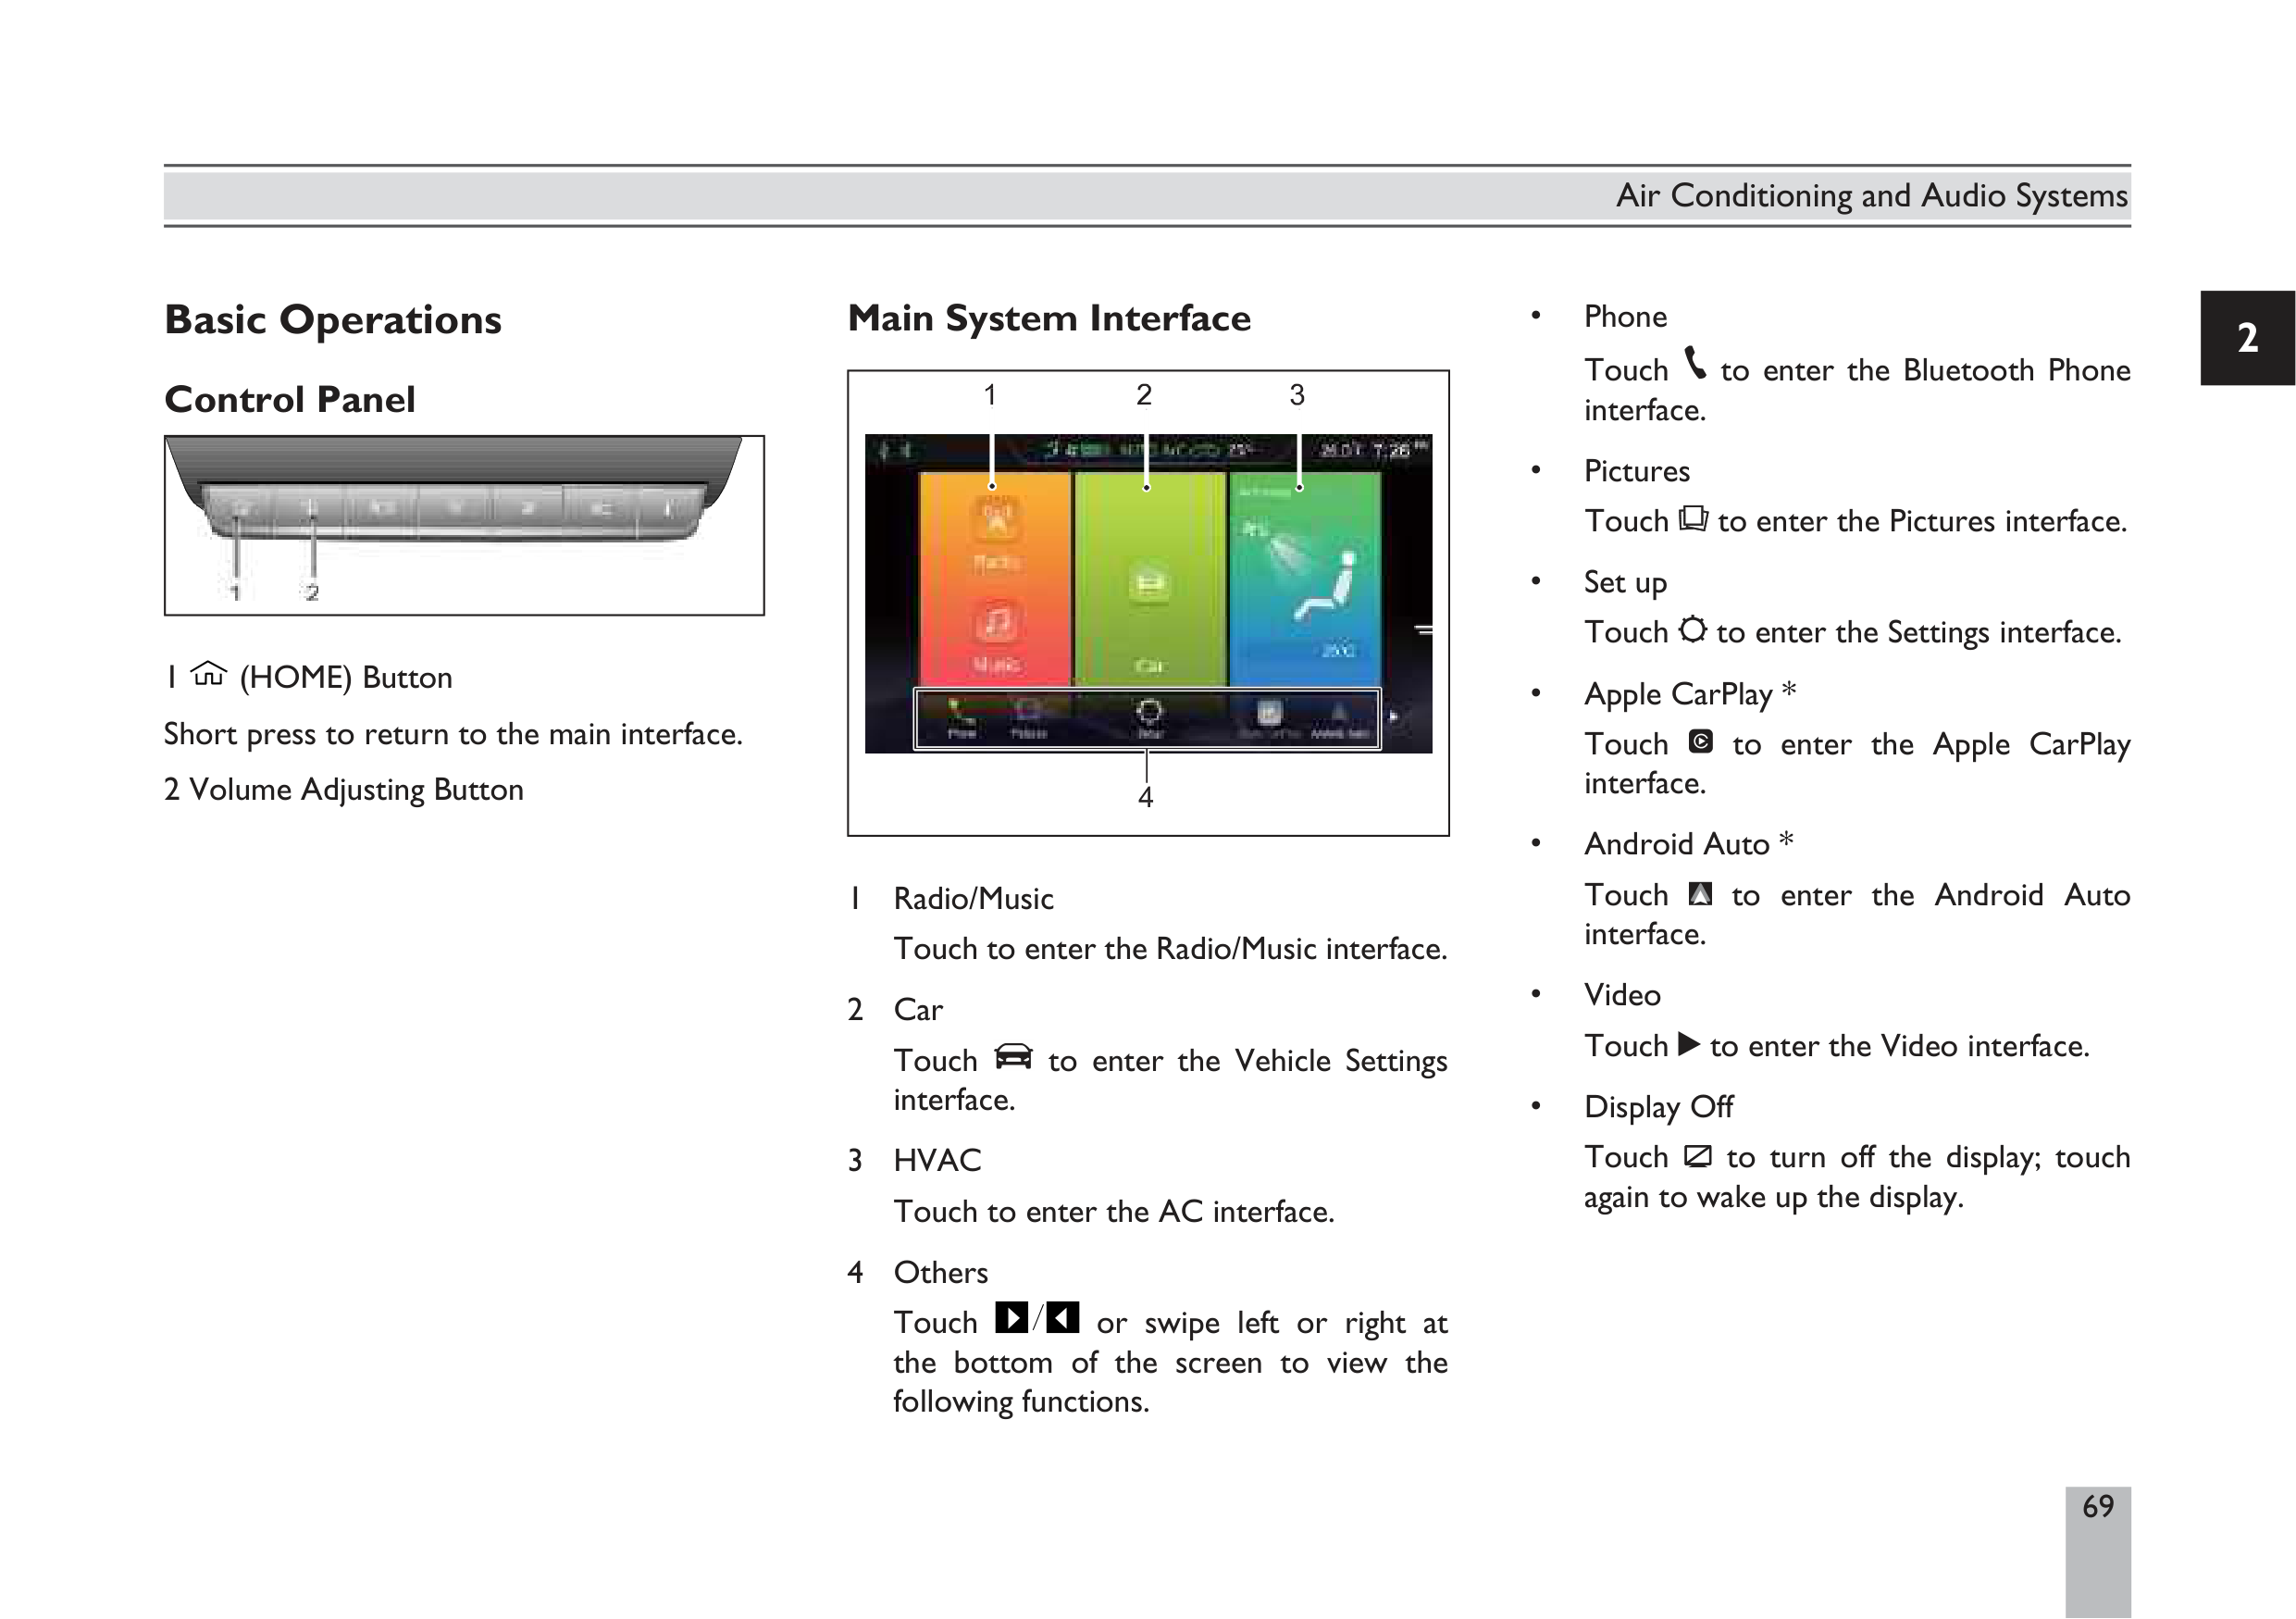 Air Conditioning and Audio Systems
2
Basic Operations
Control Panel
1
2
1 (HOME) Button
Short press to return to the main interface.
2 Volume Adjusting Button
Main System Interface
1 2 3
7:26
Radio
Music
Car
4
1 Radio/Music
Touch to enter the Radio/Music interface.
2 Car
Touch to enter the Vehicle Settings
interface.
3 HVAC
Touch to enter the AC interface.
4 Others
Touch / or swipe left or right at
the bottom of the screen to view the
following functions.
• Phone
Touch to enter the Bluetooth Phone
interface.
• Pictures
Touch to enter the Pictures interface.
• Set up
Touch to enter the Settings interface.
• Apple CarPlay *
Touch to enter the Apple CarPlay
interface.
• Android Auto *
Touch to enter the Android Auto
interface.
• Video
Touch to enter the Video interface.
• Display Off
Touch to turn off the display; touch
again to wake up the display.
69